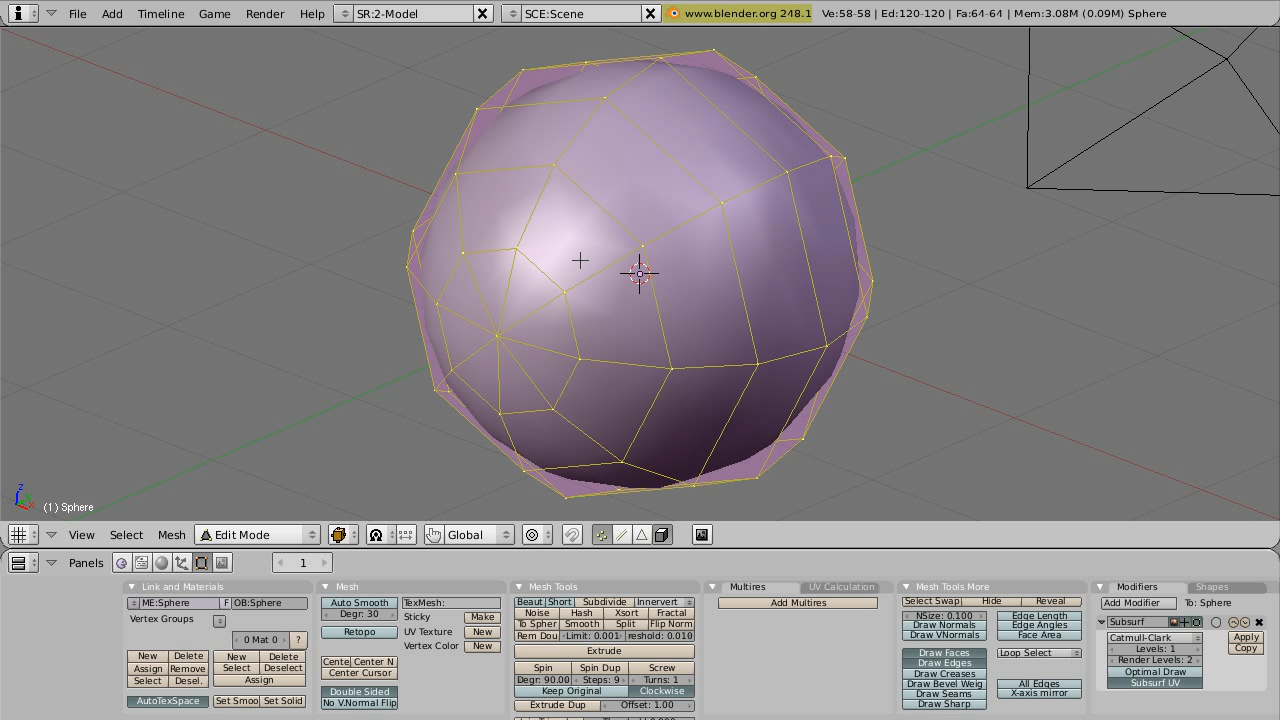 File Add Timeline Game Render Help SR:2-Model SCE:Scene www.blender.org 248.1 Ve:58-58 | Ed:120-120 | Fa:64-64 | Mem:3.08M (0.09M) Sphere
z
x
(1) Sphere
View Select Mesh Edit Mode Global
Panels 1
Link and Materials
ME:Sphere F OB:Sphere
Vertex Groups
0 Mat 0 ?
New Delete New Delete
Assign Remove Select Deselect
Select Desel. Assign
AutoTexSpace Set Smoo Set Solid
Mesh
Auto Smooth TexMesh:
Degr: 30 Sticky Make
Retopo UV Texture New
Vertex Color New
Cente Center N
Center Cursor
Double Sided
No V.Normal Flip
Mesh Tools
Beaut Short Subdivide Innervert
Noise Hash Xsort Fractal
To Spher Smooth Split Flip Norm
Rem Dou Limit: 0.001 reshold: 0.010
Extrude
Spin Spin Dup Screw
Degr: 90.00 Steps: 9 Turns: 1
Keep Original Clockwise
Extrude Dup Offset: 1.00
Multires UV Calculation
Add Multires
Mesh Tools More
Select Swap Hide Reveal
NSize: 0.100 Edge Length
Draw Normals Edge Angles
Draw VNormals Face Area
Draw Faces Loop Select
Draw Edges
Draw Creases
Draw Bevel Weig All Edges
Draw Seams X-axis mirror
Draw Sharp
Modifiers Shapes
Add Modifier To: Sphere
Subsurf
Catmull-Clark Apply
Levels: 1 Copy
Render Levels: 2
Optimal Draw
Subsurf UV